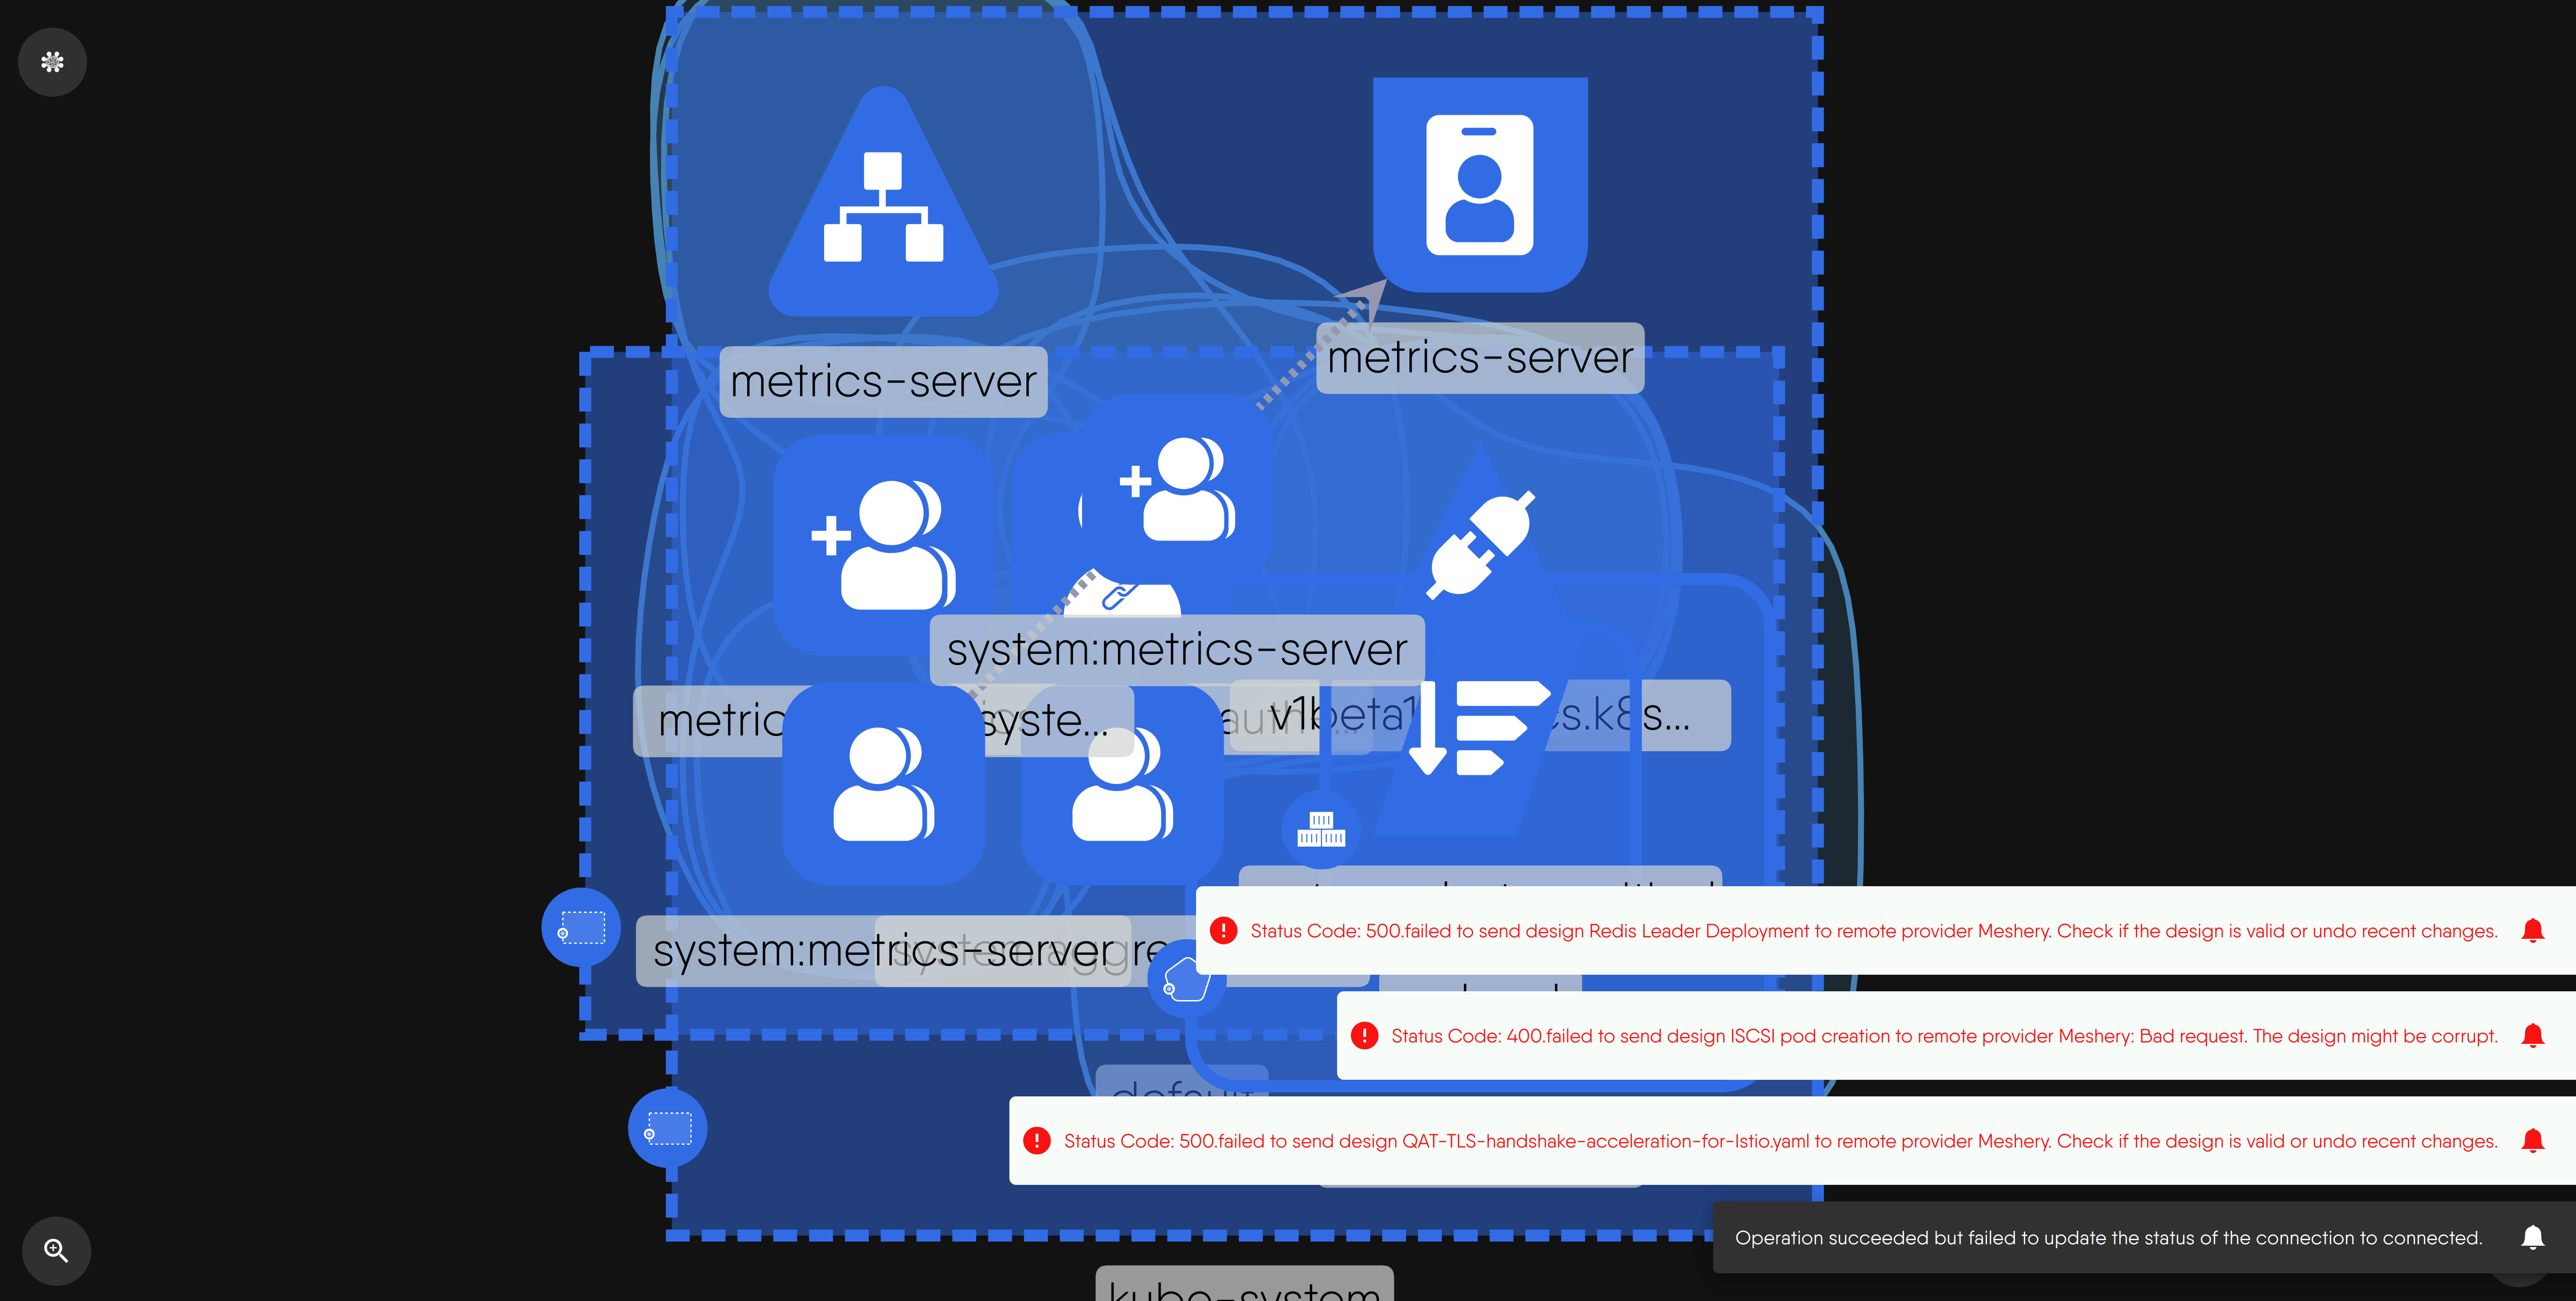 metrics-server
metrics-server
system:metrics-server
metric
syste...
auth
v1beta1
s.k8s...
system:metrics-server
aggre
Status Code: 500.failed to send design Redis Leader Deployment to remote provider Meshery. Check if the design is valid or undo recent changes.
Status Code: 400.failed to send design ISCSI pod creation to remote provider Meshery: Bad request. The design might be corrupt.
default
Status Code: 500.failed to send design QAT-TLS-handshake-acceleration-for-Istio.yaml to remote provider Meshery. Check if the design is valid or undo recent changes.
Operation succeeded but failed to update the status of the connection to connected.
kube-system